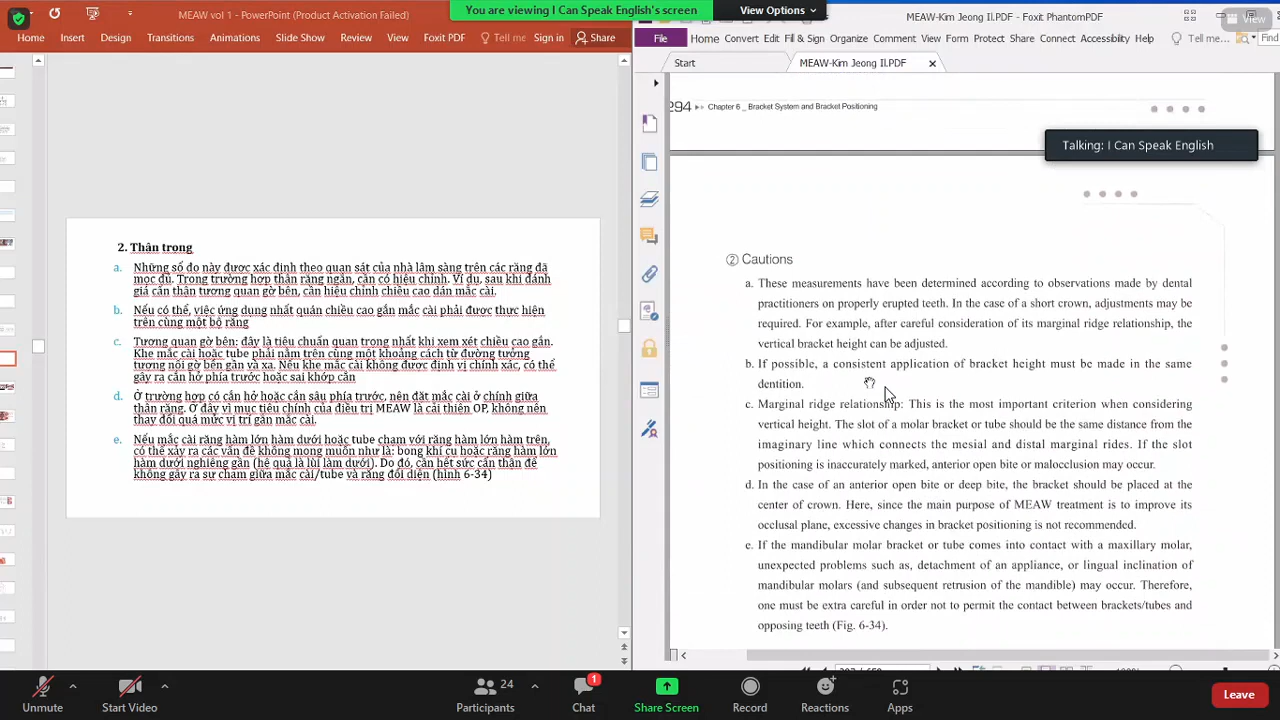 MEAW vol 1 - PowerPoint (Product Activation Failed)
You are viewing I Can Speak English's screen
View Options
MEAW-Kim Jeong Il.PDF - Foxit PhantomPDF
View
Home Insert Design Transitions Animations Slide Show Review View Foxit PDF Tell me... Sign in Share
File Home Convert Edit Fill & Sign Organize Comment View Form Protect Share Connect Accessibility Help Tell me... Find
Start
MEAW-Kim Jeong Il.PDF
294 Chapter 6 _ Bracket System and Bracket Positioning
Talking: I Can Speak English
2. Thận trọng
a. Những số đo này được xác định theo quan sát của nhà lâm sàng trên các răng đã
mọc đủ. Trong trường hợp thân răng ngắn, cần có hiệu chỉnh. Ví dụ, sau khi đánh
giá cẩn thận tương quan gờ bên, cần hiệu chỉnh chiều cao dán mắc cài.
b. Nếu có thể, việc ứng dụng nhất quán chiều cao gắn mắc cài phải được thực hiện
trên cùng một bộ răng
c. Tương quan gờ bên: đây là tiêu chuẩn quan trọng nhất khi xem xét chiều cao gắn.
Khe mắc cài hoặc tube phải nằm trên cùng một khoảng cách từ đường tưởng
tượng nối gờ bên gần và xa. Nếu khe mắc cài không được định vị chính xác, có thể
gây ra cắn hở phía trước hoặc sai khớp cắn
d. Ở trường hợp có cắn hở hoặc cắn sâu phía trước, nên đặt mắc cài ở chính giữa
thân răng. Ở đây vì mục tiêu chính của điều trị MEAW là cải thiện OP, không nên
thay đổi quá mức vị trí gắn mắc cài.
e. Nếu mắc cài răng hàm lớn hàm dưới hoặc tube chạm với răng hàm lớn hàm trên,
có thể xảy ra các vấn đề không mong muốn như là: bong khí cụ hoặc răng hàm lớn
hàm dưới nghiêng gần (hệ quả là lùi làm dưới). Do đó, cần hết sức cẩn thận để
không gây ra sự chạm giữa mắc cài/tube và răng đối diện (hình 6-34)
② Cautions
a. These measurements have been determined according to observations made by dental
practitioners on properly erupted teeth. In the case of a short crown, adjustments may be
required. For example, after careful consideration of its marginal ridge relationship, the
vertical bracket height can be adjusted.
b. If possible, a consistent application of bracket height must be made in the same
dentition.
c. Marginal ridge relationship: This is the most important criterion when considering
vertical height. The slot of a molar bracket or tube should be the same distance from the
imaginary line which connects the mesial and distal marginal rides. If the slot
positioning is inaccurately marked, anterior open bite or malocclusion may occur.
d. In the case of an anterior open bite or deep bite, the bracket should be placed at the
center of crown. Here, since the main purpose of MEAW treatment is to improve its
occlusal plane, excessive changes in bracket positioning is not recommended.
e. If the mandibular molar bracket or tube comes into contact with a maxillary molar,
unexpected problems such as, detachment of an appliance, or lingual inclination of
mandibular molars (and subsequent retrusion of the mandible) may occur. Therefore,
one must be extra careful in order not to permit the contact between brackets/tubes and
opposing teeth (Fig. 6-34).
Unmute Start Video 24 Participants 1 Chat Share Screen Record Reactions Apps Leave